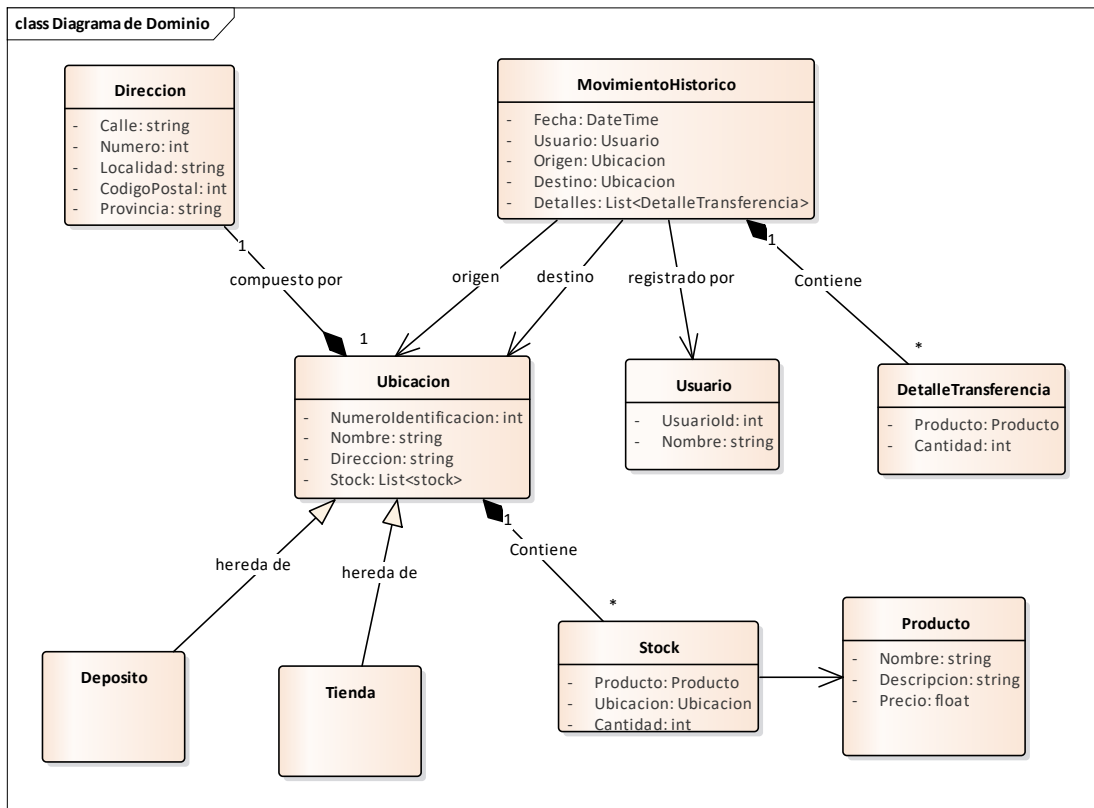 class Diagrama de Dominio
Direccion
- Calle: string
- Numero: int
- Localidad: string
- CodigoPostal: int
- Provincia: string
MovimientoHistorico
- Fecha: DateTime
- Usuario: Usuario
- Origen: Ubicacion
- Destino: Ubicacion
- Detalles: List<DetalleTransferencia>
1
compuesto por
1
origen
destino
registrado por
1
Contiene
*
Ubicacion
- NumeroIdentificacion: int
- Nombre: string
- Direccion: string
- Stock: List<stock>
Usuario
- UsuarioId: int
- Nombre: string
DetalleTransferencia
- Producto: Producto
- Cantidad: int
hereda de
hereda de
1
Contiene
*
Deposito
Tienda
Stock
- Producto: Producto
- Ubicacion: Ubicacion
- Cantidad: int
Producto
- Nombre: string
- Descripcion: string
- Precio: float